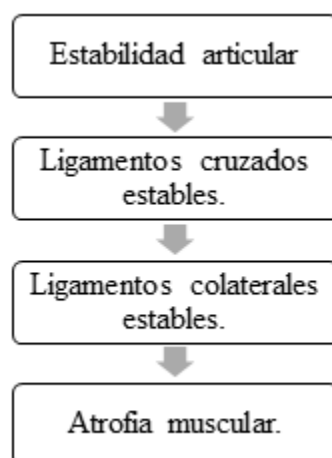 Estabilidad articular
Ligamentos cruzados
estables.
Ligamentos colaterales
estables.
Atrofia muscular.